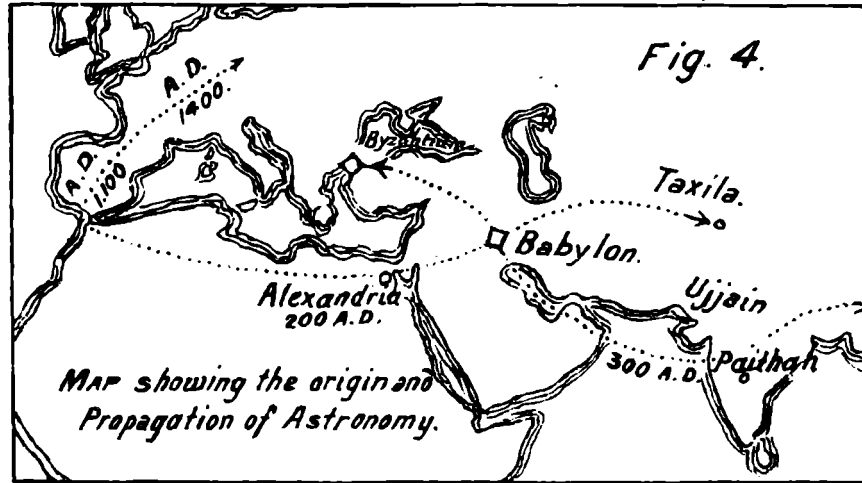 Fig. 4.
A.D.
1400.
A.D.
1100
Byzantium
Taxila.
Babylon.
Alexandria
200 A.D.
Ujjain
Paithan
300 A.D.
MAP showing the origin and
Propagation of Astronomy.